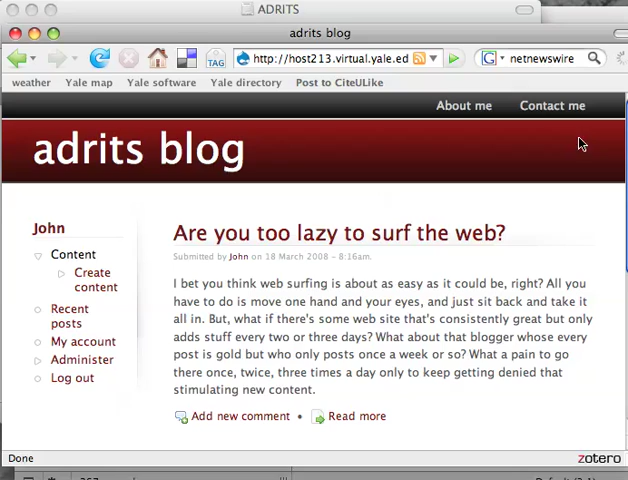 ADRITS
adrits blog
TAG
http://host213.virtual.yale.ed
G
netnewswire
weather Yale map Yale software Yale directory Post to CiteULike
About me Contact me
adrits blog
John
Content
Create
content
Recent
posts
My account
Administer
Log out
Are you too lazy to surf the web?
Submitted by John on 18 March 2008 – 8:16am.
I bet you think web surfing is about as easy as it could be, right? All you
have to do is move one hand and your eyes, and just sit back and take it
all in. But, what if there's some web site that's consistently great but only
adds stuff every two or three days? What about that blogger whose every
post is gold but who only posts once a week or so? What a pain to go
there once, twice, three times a day only to keep getting denied that
stimulating new content.
Add new comment • Read more
Done
zotero